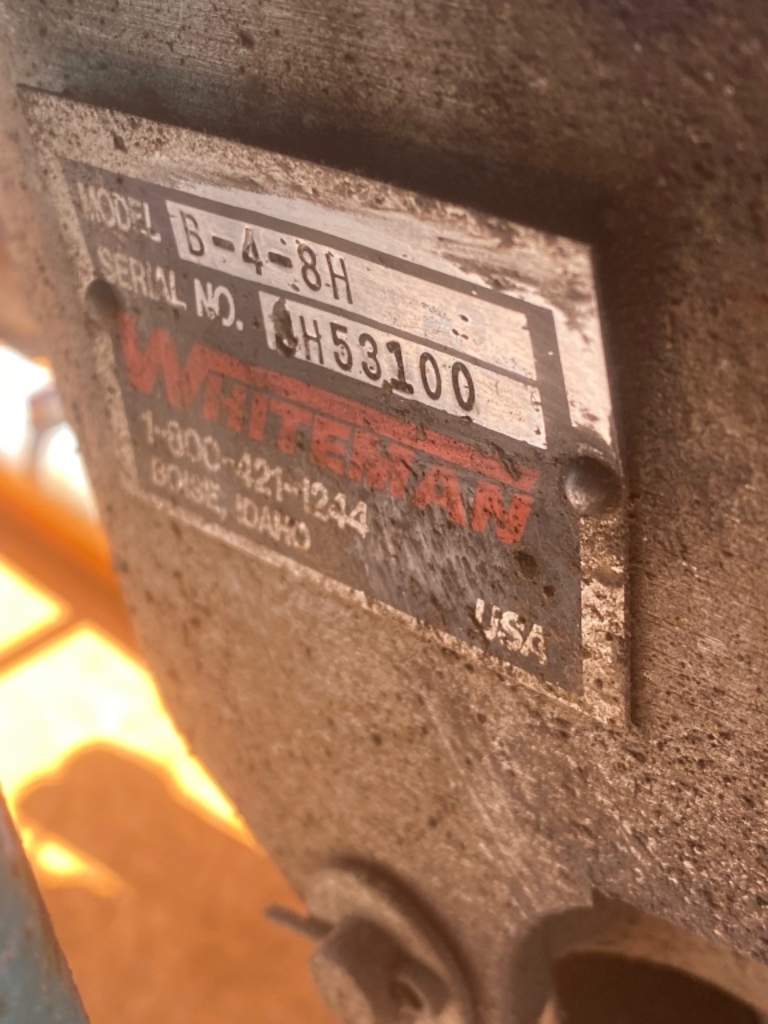 MODEL B-4-8H
SERIAL NO. H53100
WHITEMAN
1-800-421-1244
BOISE, IDAHO
USA